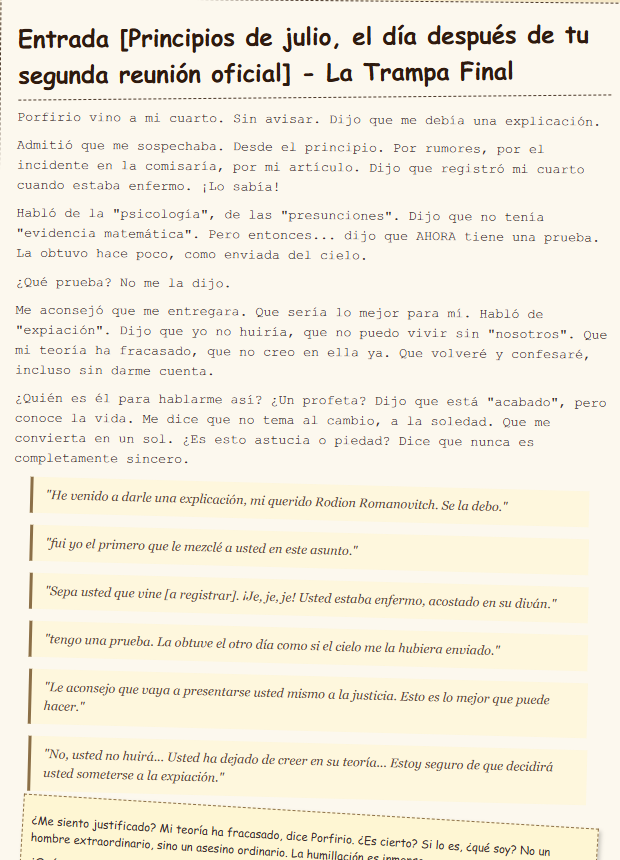 Entrada [Principios de julio, el día después de tu
segunda reunión oficial] - La Trampa Final
Porfirio vino a mi cuarto. Sin avisar. Dijo que me debía una explicación.
Admitió que me sospechaba. Desde el principio. Por rumores, por el
incidente en la comisaría, por mi artículo. Dijo que registró mi cuarto
cuando estaba enfermo. ¡Lo sabía!
Habló de la "psicología", de las "presunciones". Dijo que no tenía
"evidencia matemática". Pero entonces... dijo que AHORA tiene una prueba.
La obtuvo hace poco, como enviada del cielo.
¿Qué prueba? No me la dijo.
Me aconsejó que me entregara. Que sería lo mejor para mí. Habló de
"expiación". Dijo que yo no huiría, que no puedo vivir sin "nosotros". Que
mi teoría ha fracasado, que no creo en ella ya. Que volveré y confesaré,
incluso sin darme cuenta.
¿Quién es él para hablarme así? ¿Un profeta? Dijo que está "acabado", pero
conoce la vida. Me dice que no tema al cambio, a la soledad. Que me
convierta en un sol. ¿Es esto astucia o piedad? Dice que nunca es
completamente sincero.
"He venido a darle una explicación, mi querido Rodion Romanovitch. Se la debo."
"fui yo el primero que le mezclé a usted en este asunto."
"Sepa usted que vine [a registrar]. ¡Je, je, je! Usted estaba enfermo, acostado en su diván."
"tengo una prueba. La obtuve el otro día como si el cielo me la hubiera enviado."
"Le aconsejo que vaya a presentarse usted mismo a la justicia. Esto es lo mejor que puede
hacer."
"No, usted no huirá... Usted ha dejado de creer en su teoría... Estoy seguro de que decidirá
usted someterse a la expiación."
¿Me siento justificado? Mi teoría ha fracasado, dice Porfirio. ¿Es cierto? Si lo es, ¿qué soy? No un
hombre extraordinario, sino un asesino ordinario. La humillación es